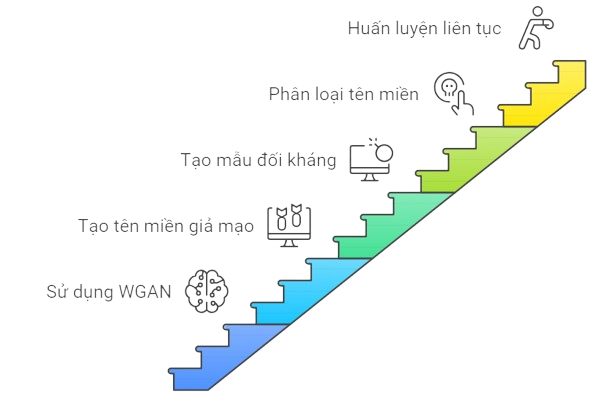 Huấn luyện liên tục
Phân loại tên miền
Tạo mẫu đối kháng
Tạo tên miền giả mạo
Sử dụng WGAN